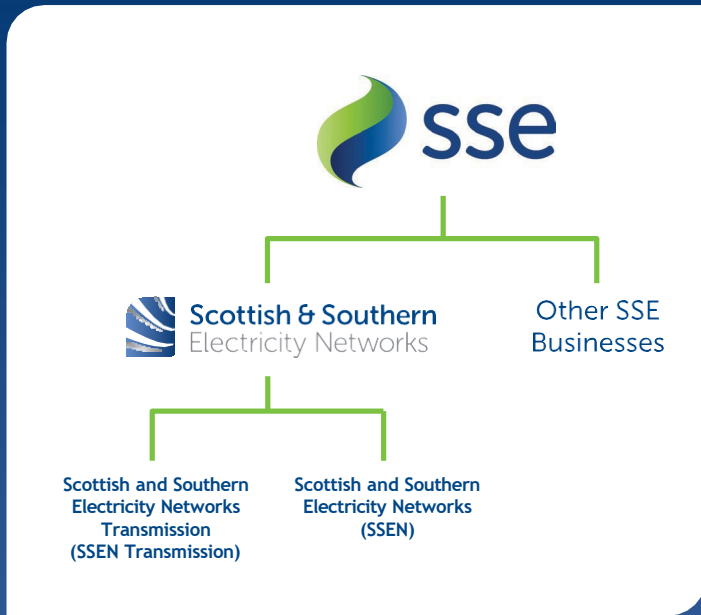 sse
Scottish & Southern
Electricity Networks
Other SSE
Businesses
Scottish and Southern
Electricity Networks
Transmission
(SSEN Transmission)
Scottish and Southern
Electricity Networks
(SSEN)